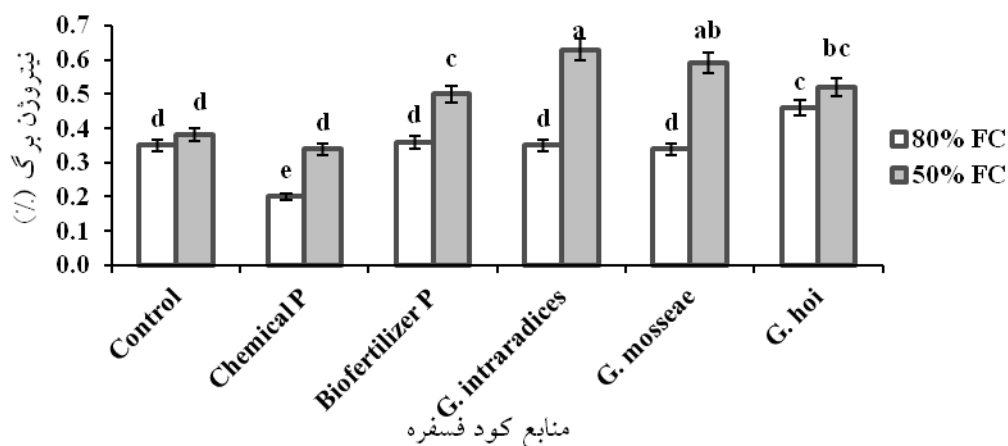 نیتروژن برگ (٪)
0.7
0.6
0.5
0.4
0.3
0.2
0.1
0.0
d d
e d
d c
d a
d ab
c bc
80% FC
50% FC
Control
Chemical P
Biofertilizer P
G. intraradices
G. mosseae
G. hoi
منابع کود فسفره